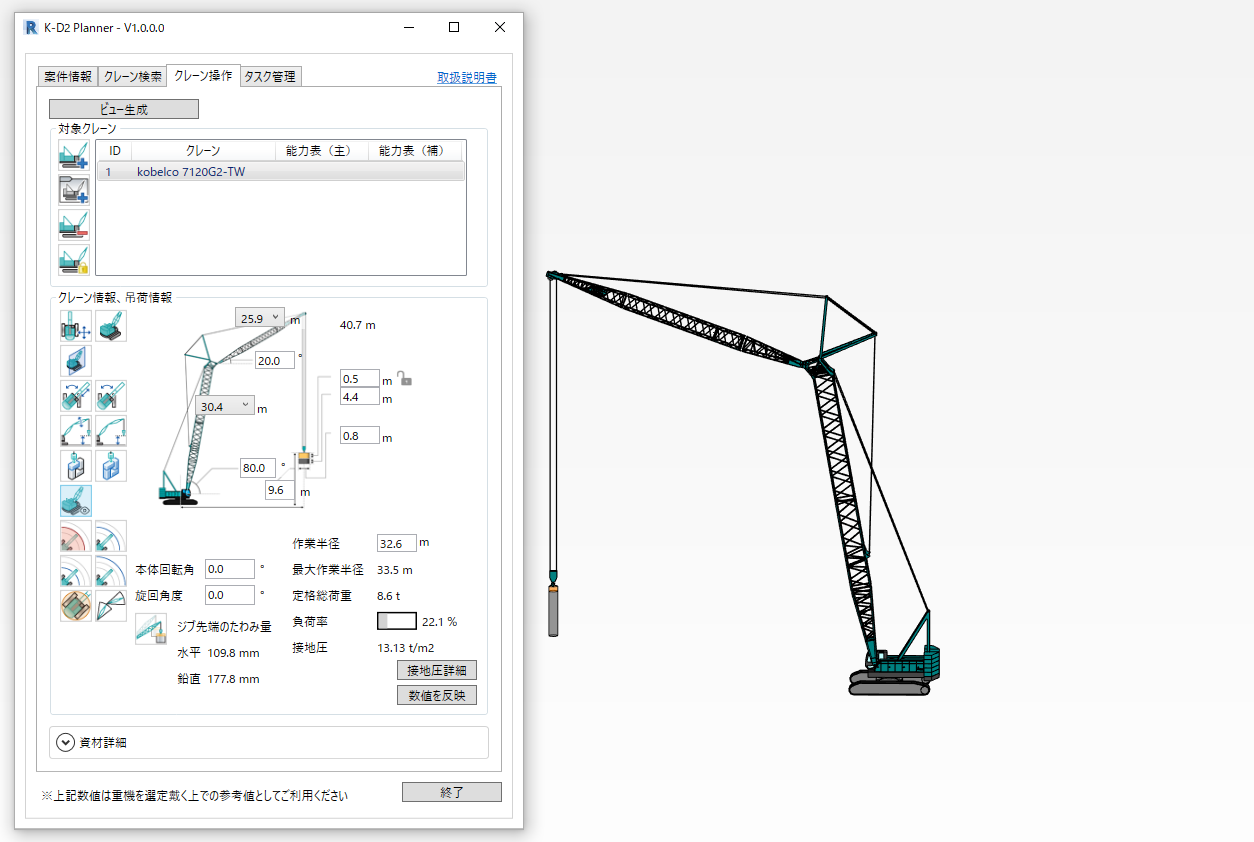 K-D2 Planner - V1.0.0.0
案件情報 クレーン検索 クレーン操作 タスク管理 取扱説明書
ビュー生成
対象クレーン
ID クレーン 能力表（主） 能力表（補）
1 kobelco 7120G2-TW
クレーン情報、吊荷情報
25.9 m 40.7 m
20.0 °
0.5 m
4.4 m
30.4 m
0.8 m
80.0 °
9.6 m
作業半径 32.6 m
本体回転角 0.0 ° 最大作業半径 33.5 m
旋回角度 0.0 ° 定格総荷重 8.6 t
ジブ先端のたわみ量 負荷率 22.1 %
水平 109.8 mm 接地圧 13.13 t/m2
鉛直 177.8 mm 接地圧詳細
数値を反映
資材詳細
※上記数値は重機を選定戴く上での参考値としてご利用ください
終了